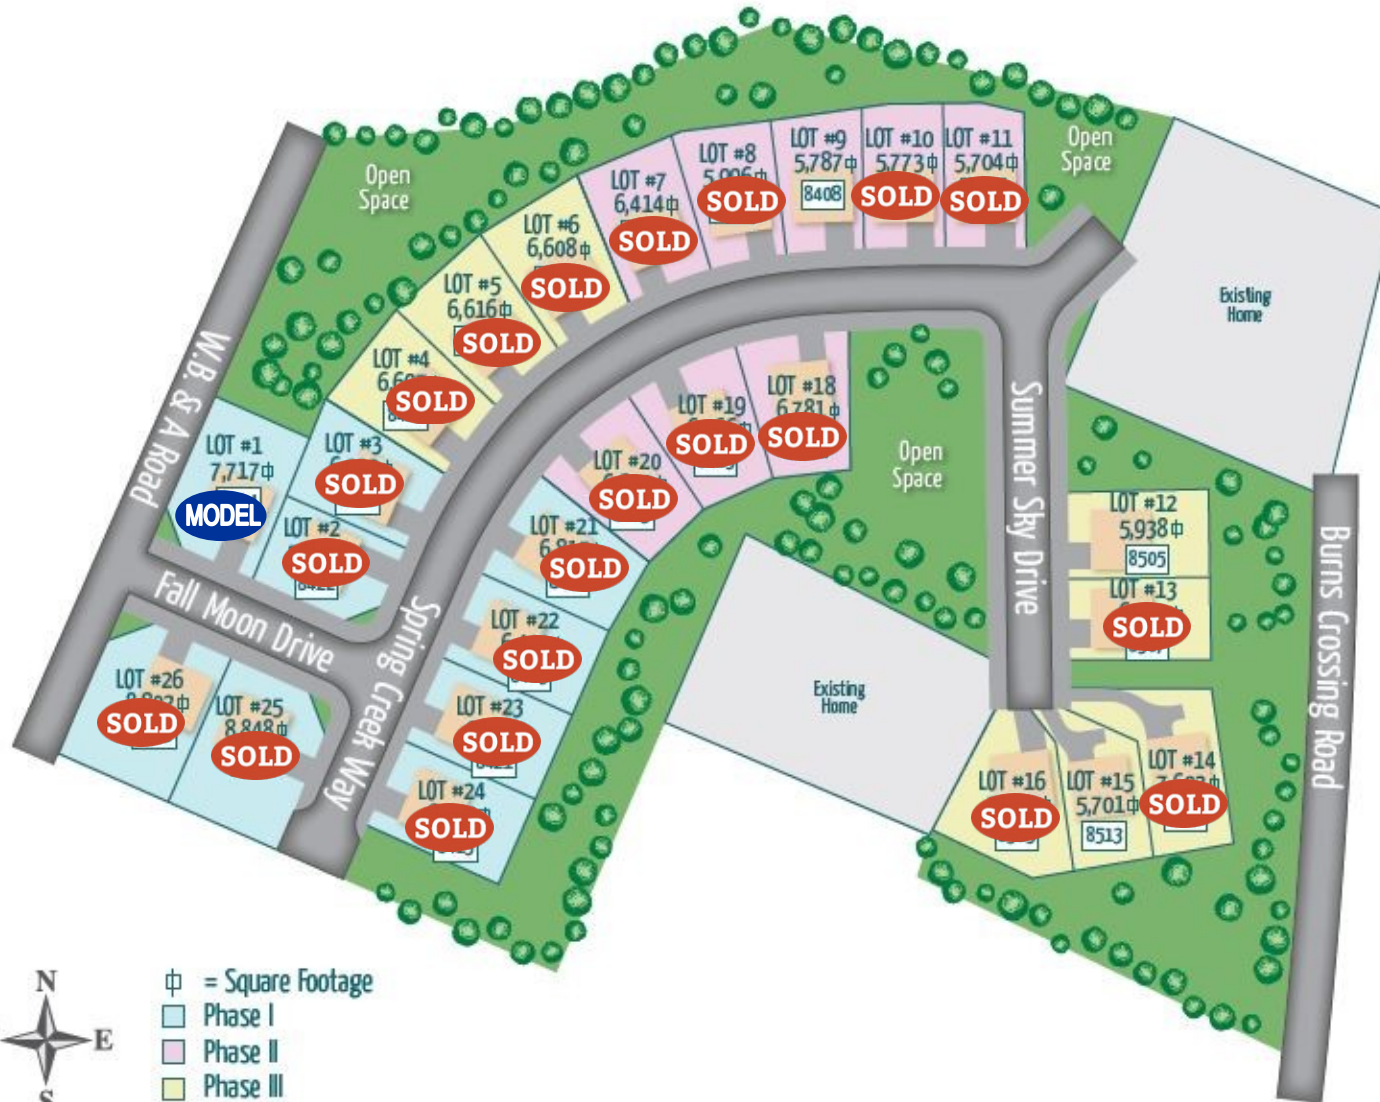 Open
Space
LOT #7
6,414⏀
SOLD
LOT #8
SOLD
LOT #9
5,787⏀
8408
LOT #10
5,773⏀
SOLD
LOT #11
5,704⏀
SOLD
Open
Space
LOT #6
6,608⏀
SOLD
LOT #5
6,616⏀
SOLD
LOT #4
SOLD
Existing
Home
W.B. & A Road
LOT #1
7,717⏀
MODEL
LOT #3
SOLD
LOT #2
SOLD
LOT #18
6,781⏀
SOLD
LOT #19
SOLD
LOT #20
SOLD
Open
Space
Summer Sky Drive
LOT #12
5,938⏀
8505
LOT #13
SOLD
Burns Crossing Road
LOT #21
SOLD
Fall Moon Drive
Spring Creek Way
LOT #22
SOLD
LOT #23
SOLD
LOT #24
SOLD
LOT #26
SOLD
LOT #25
8,848⏀
SOLD
Existing
Home
LOT #16
SOLD
LOT #15
5,701⏀
8513
LOT #14
SOLD
N
E
S
⏀ = Square Footage
Phase I
Phase II
Phase III